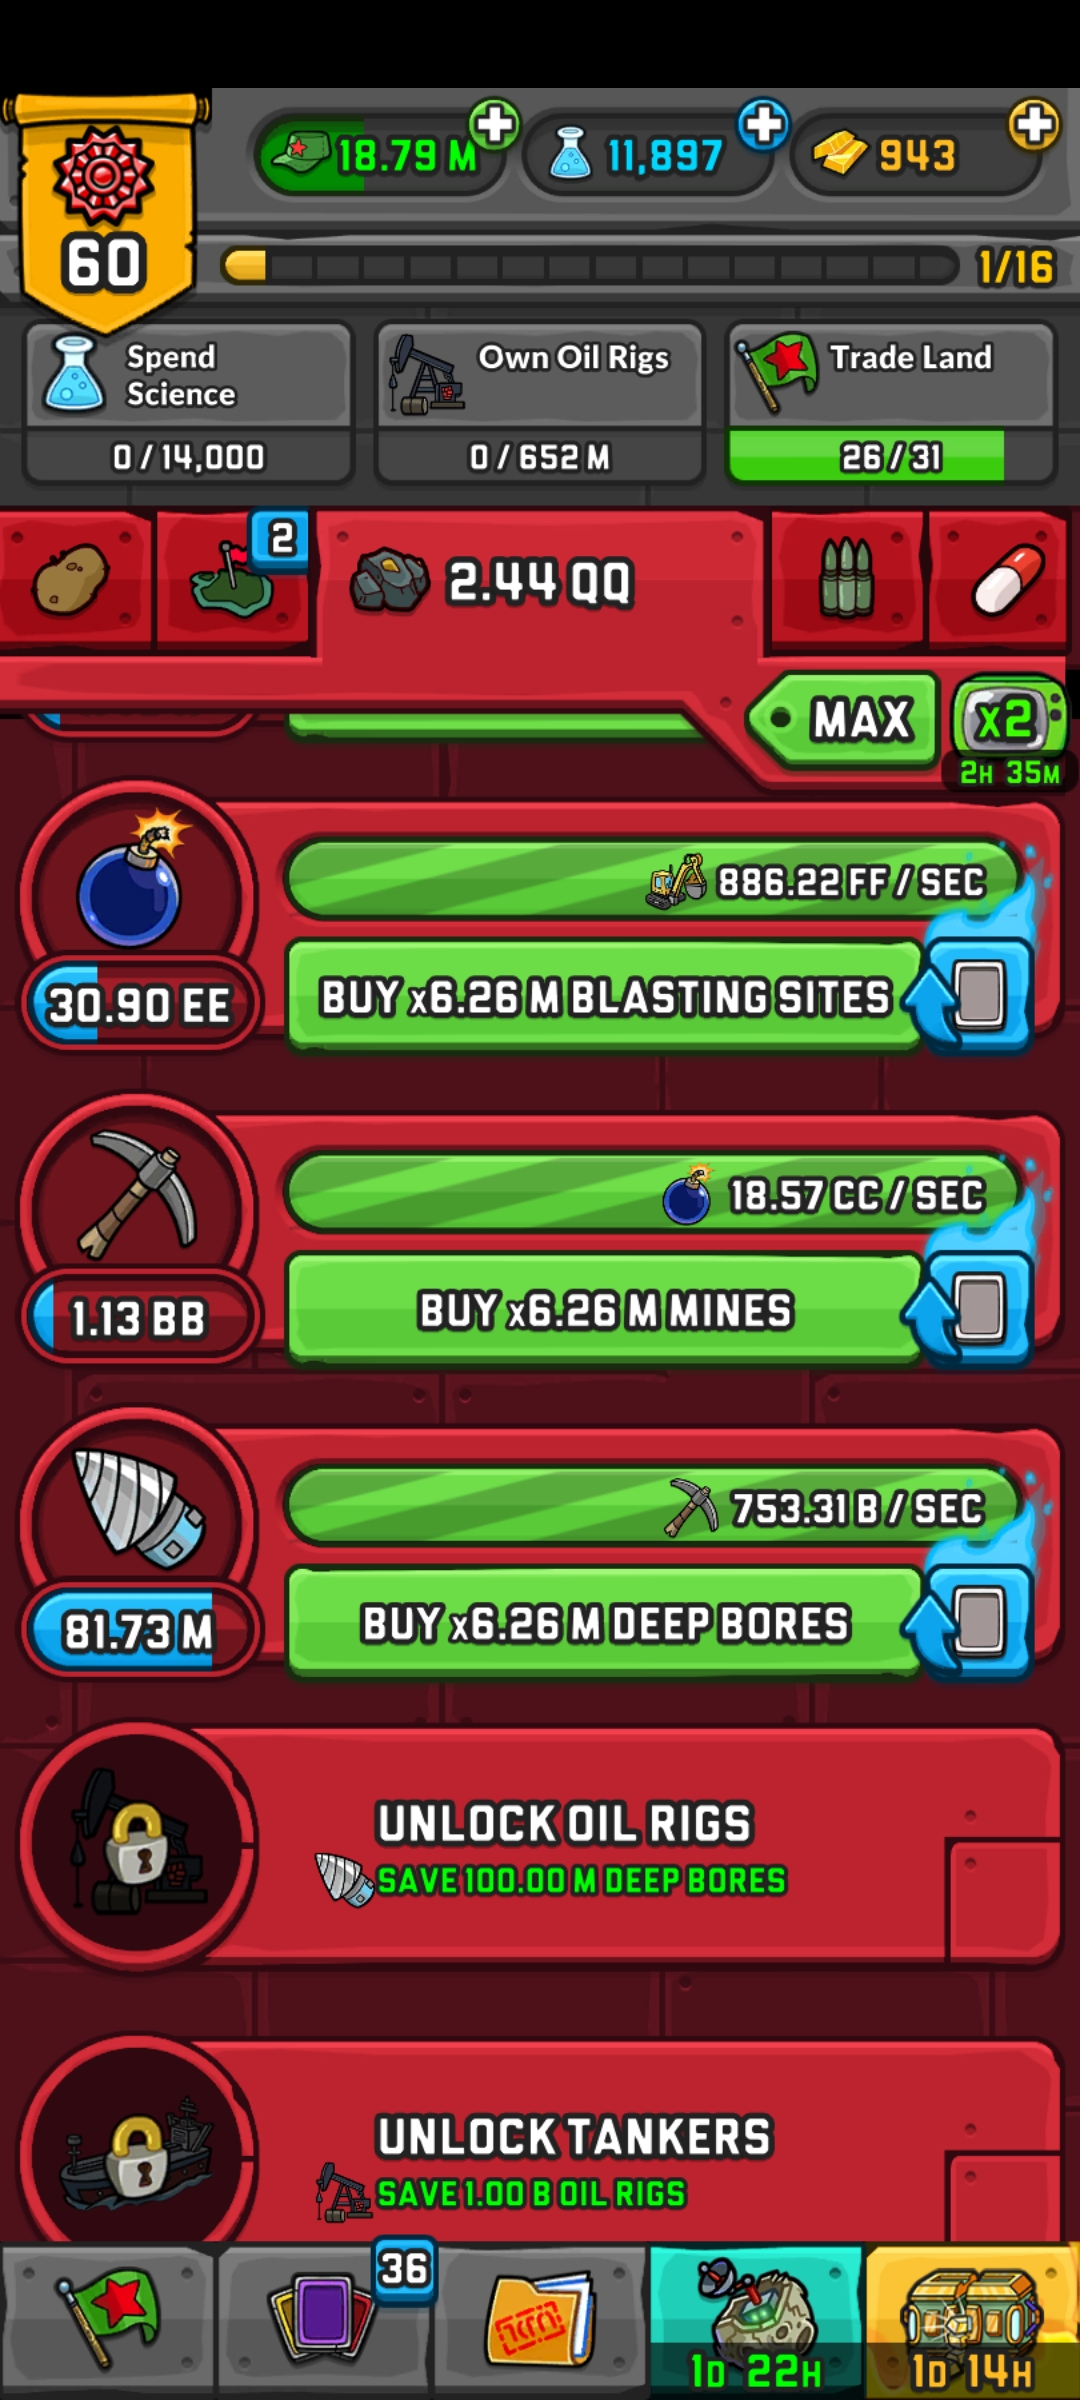 18.79 M
11,897
943
60
1/16
Spend
Science
0/14,000
Own Oil Rigs
0/652 M
Trade Land
26/31
2
2.44 QQ
MAX
x2
2H 35M
886.22 FF/SEC
30.90 EE
BUY x6.26 M BLASTING SITES
18.57 CC/SEC
1.13 BB
BUY x6.26 M MINES
753.31 B/SEC
81.73 M
BUY x6.26 M DEEP BORES
UNLOCK OIL RIGS
SAVE 100.00 M DEEP BORES
UNLOCK TANKERS
SAVE 1.00 B OIL RIGS
36
1D 22H
1D 14H